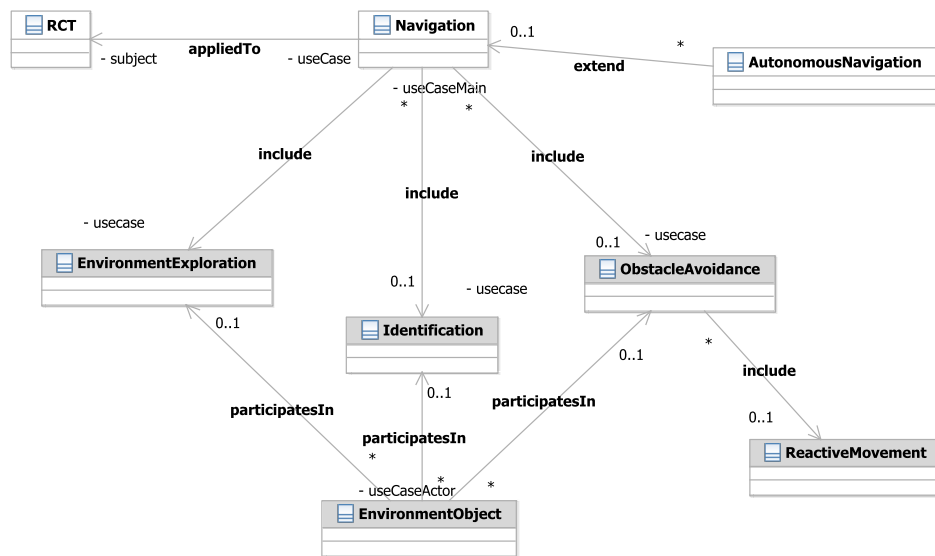 RCT
Navigation
0..1
*
appliedTo
- subject
- useCase
extend
AutonomousNavigation
- useCaseMain
*
*
include
include
include
- usecase
- usecase
0..1
EnvironmentExploration
ObstacleAvoidance
0..1
- usecase
0..1
Identification
*
0..1
include
0..1
participatesIn
participatesIn
0..1
participatesIn
*
ReactiveMovement
*
*
- useCaseActor
EnvironmentObject